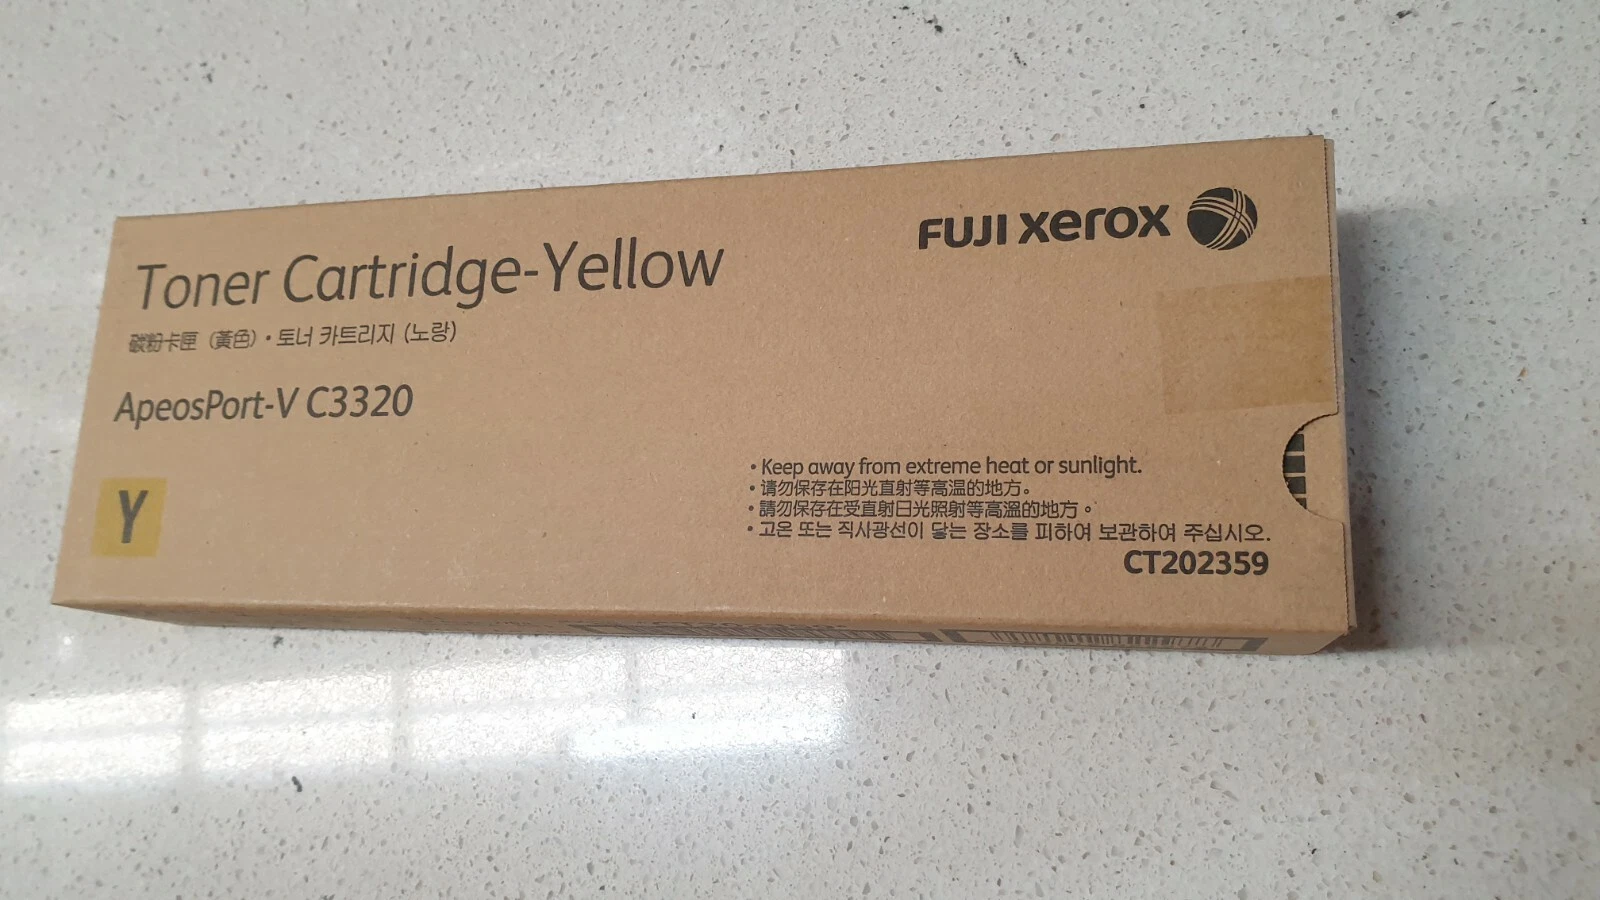 FUJI xerox
Toner Cartridge-Yellow
碳粉卡匣 (黃色)・토너 카트리지 (노랑)
ApeosPort-V C3320
Y
• Keep away from extreme heat or sunlight.
• 请勿保存在阳光直射等高温的地方。
• 請勿保存在受直射日光照射等高溫的地方。
• 고온 또는 직사광선이 닿는 장소를 피하여 보관하여 주십시오.
CT202359